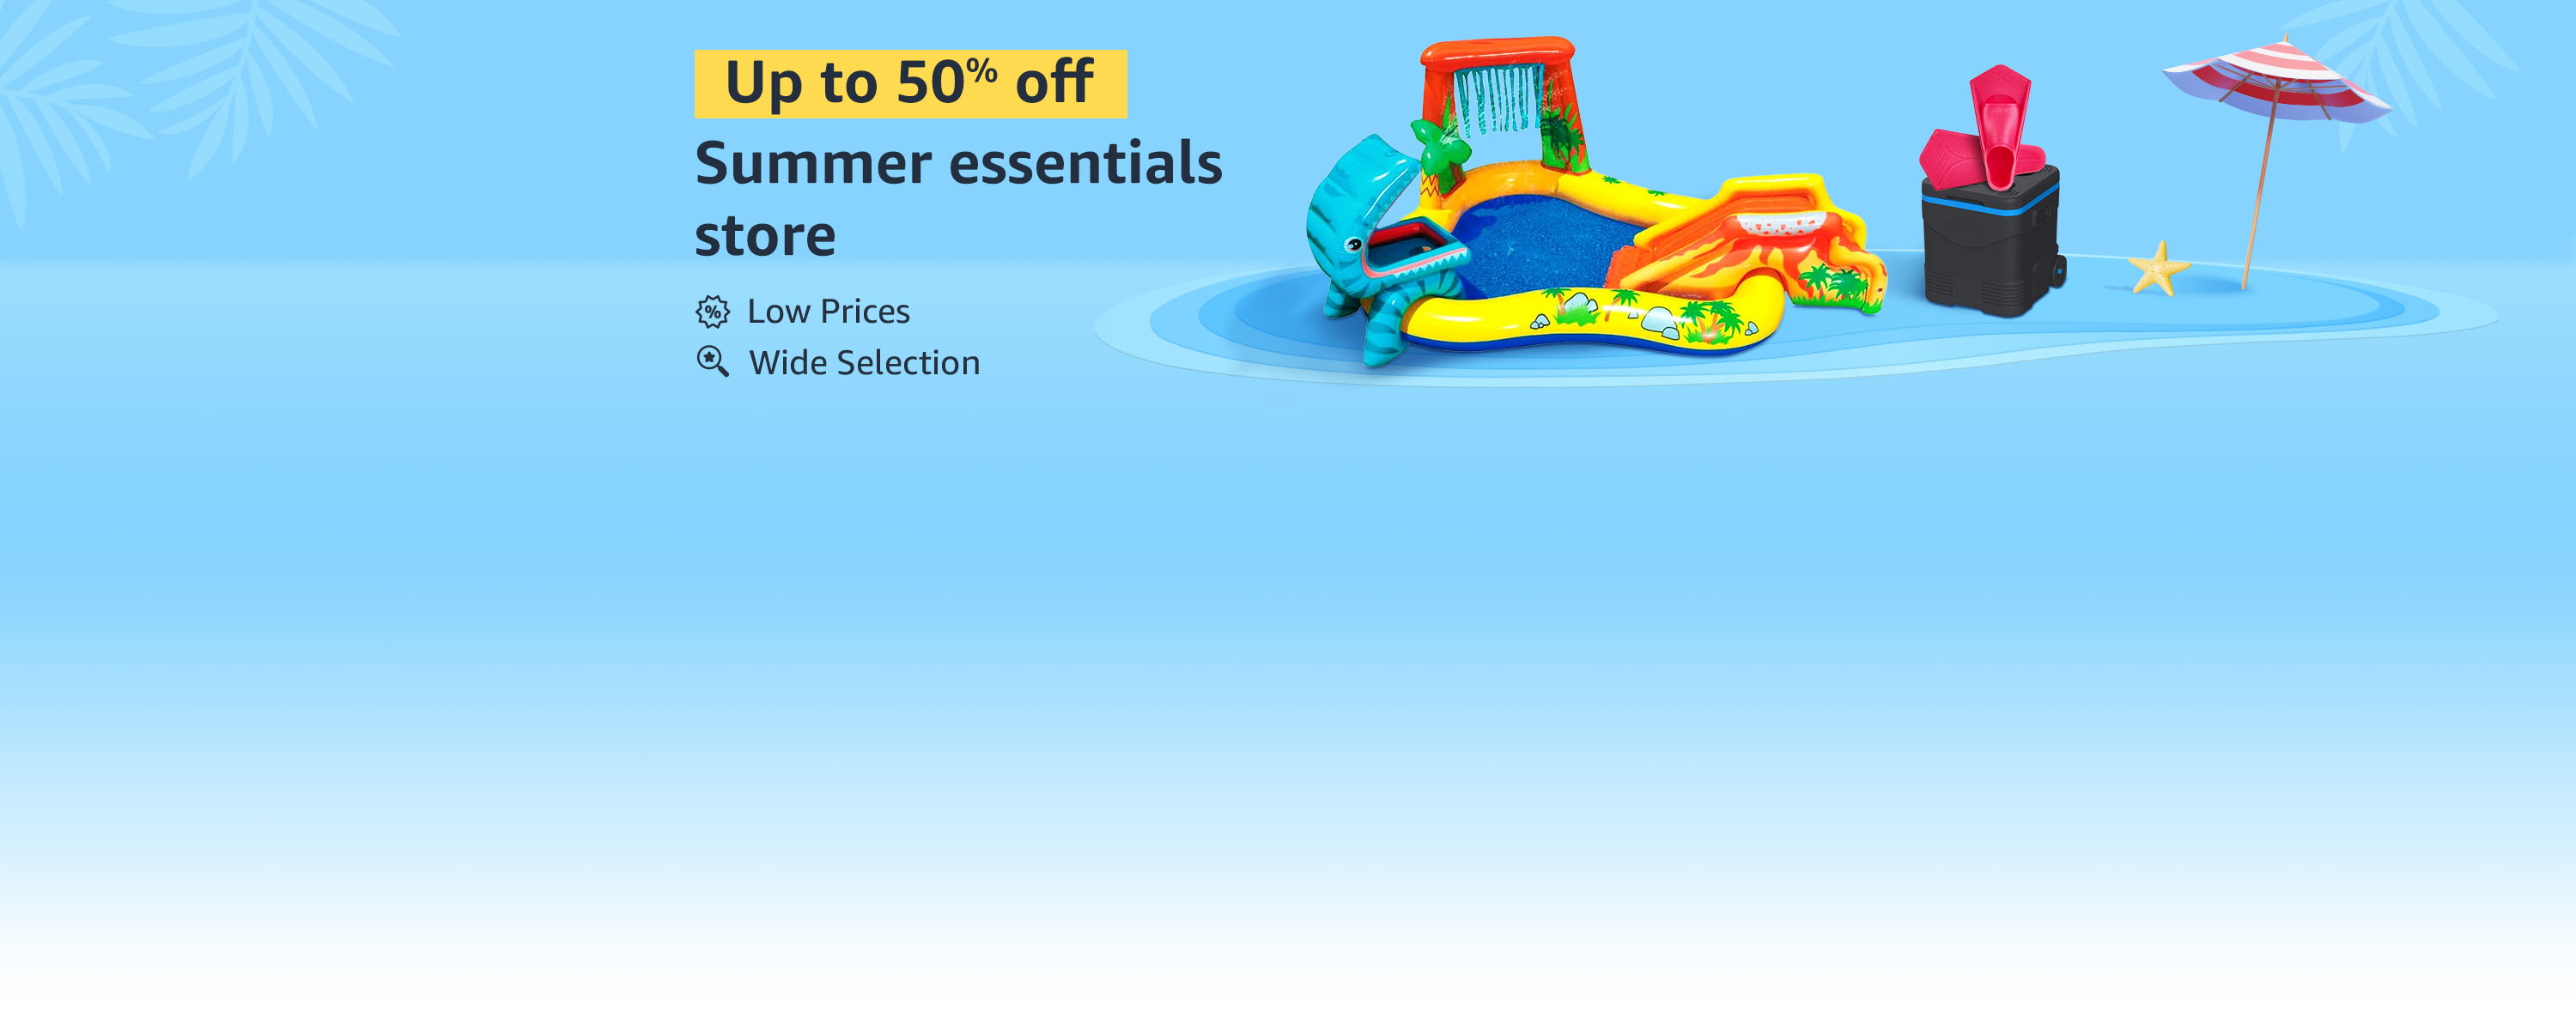 Up to 50% off
Summer essentials
store
% Low Prices
Wide Selection